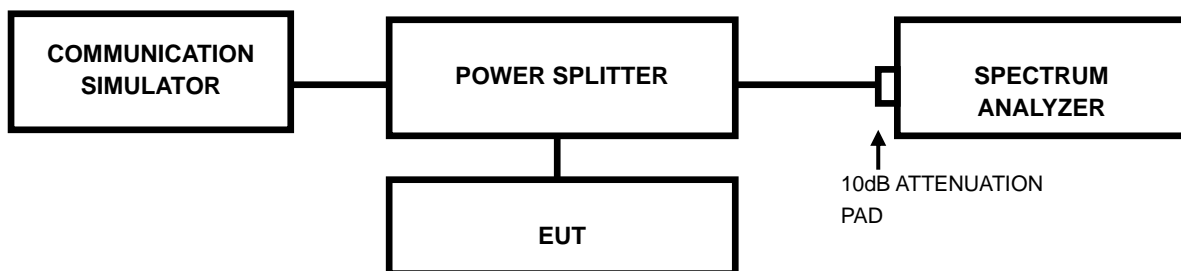 COMMUNICATION
SIMULATOR
POWER SPLITTER
SPECTRUM
ANALYZER
10dB ATTENUATION
PAD
EUT